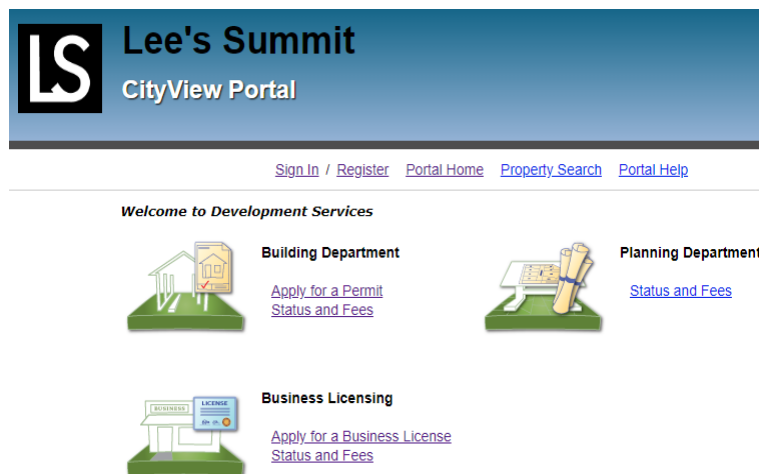 LS
Lee's Summit
CityView Portal
Sign In / Register Portal Home Property Search Portal Help
Welcome to Development Services
Building Department
Apply for a Permit
Status and Fees
Planning Department
Status and Fees
BUSINESS
LICENSE
Business Licensing
Apply for a Business License
Status and Fees